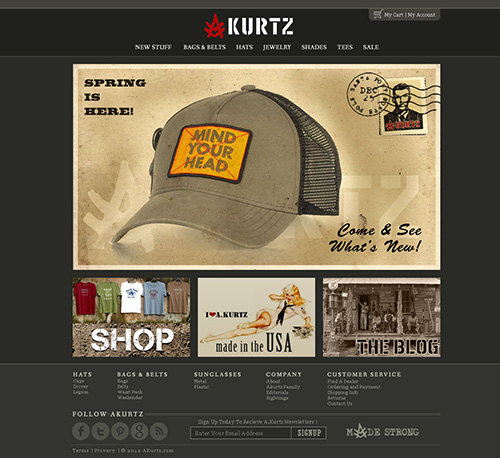 My Cart | My Account
KURTZ
NEW STUFF BAGS & BELTS HATS JEWELRY SHADES TEES SALE
SPRING
IS
HERE!
DEC
KURTZ
MIND
YOUR
HEAD
AKURTZ
Come & See
What's New!
SHOP
I A.KURTZ
made in the USA
THE BLOG
HATS
Caps
Driver
Legion
BAGS & BELTS
Bags
Belts
Waist Pack
Weekender
SUNGLASSES
Metal
Plastic
COMPANY
About
Akurtz Family
Editorials
Sightings
CUSTOMER SERVICE
Find A Dealer
Ordering and Payment
Shipping Info
Returns
Contact Us
FOLLOW AKURTZ
Sign Up Today To Recieve A.Kurtz Newsletters :
Enter Your Email Address
SIGNUP
MADE STRONG
Terms | Privacy | © 2012 AKurtz.com